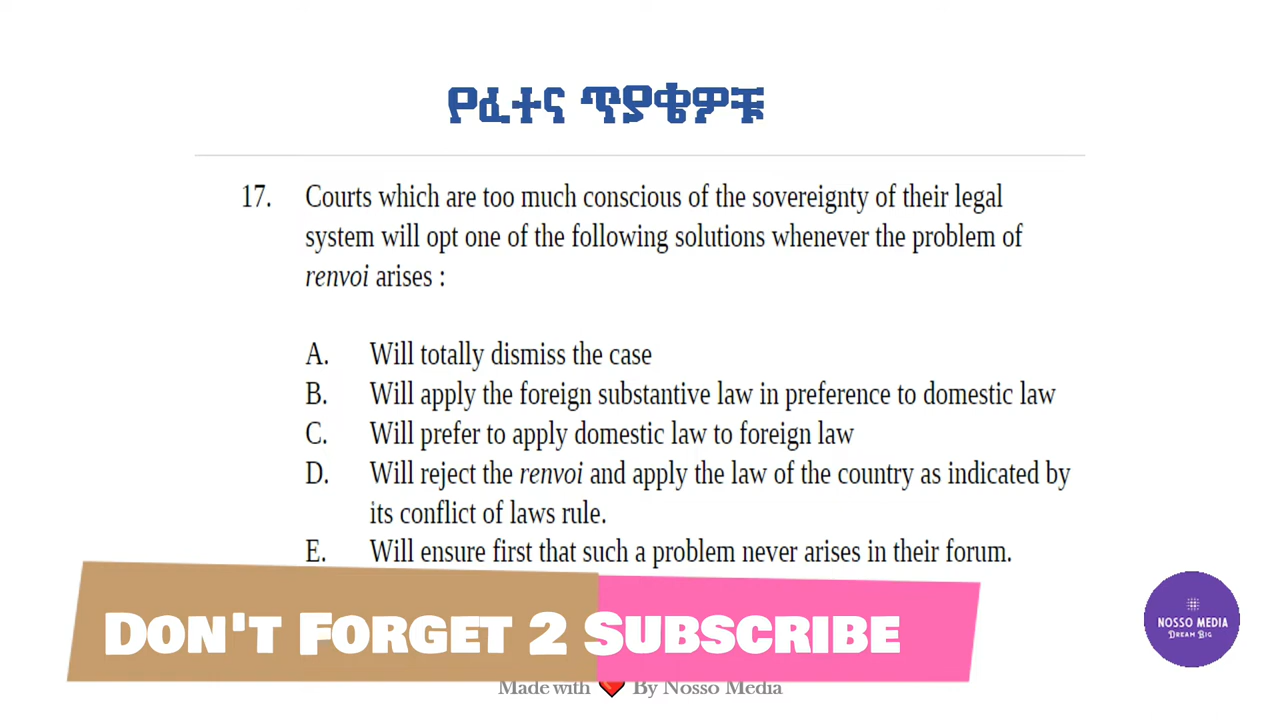 የፈተና ጥያቄዎቹ
17. Courts which are too much conscious of the sovereignty of their legal
system will opt one of the following solutions whenever the problem of
renvoi arises :
A. Will totally dismiss the case
B. Will apply the foreign substantive law in preference to domestic law
C. Will prefer to apply domestic law to foreign law
D. Will reject the renvoi and apply the law of the country as indicated by
its conflict of laws rule.
E. Will ensure first that such a problem never arises in their forum.
Don't Forget 2 Subscribe
NOSSO MEDIA
DREAM BIG
Made with ❤ By Nosso Media